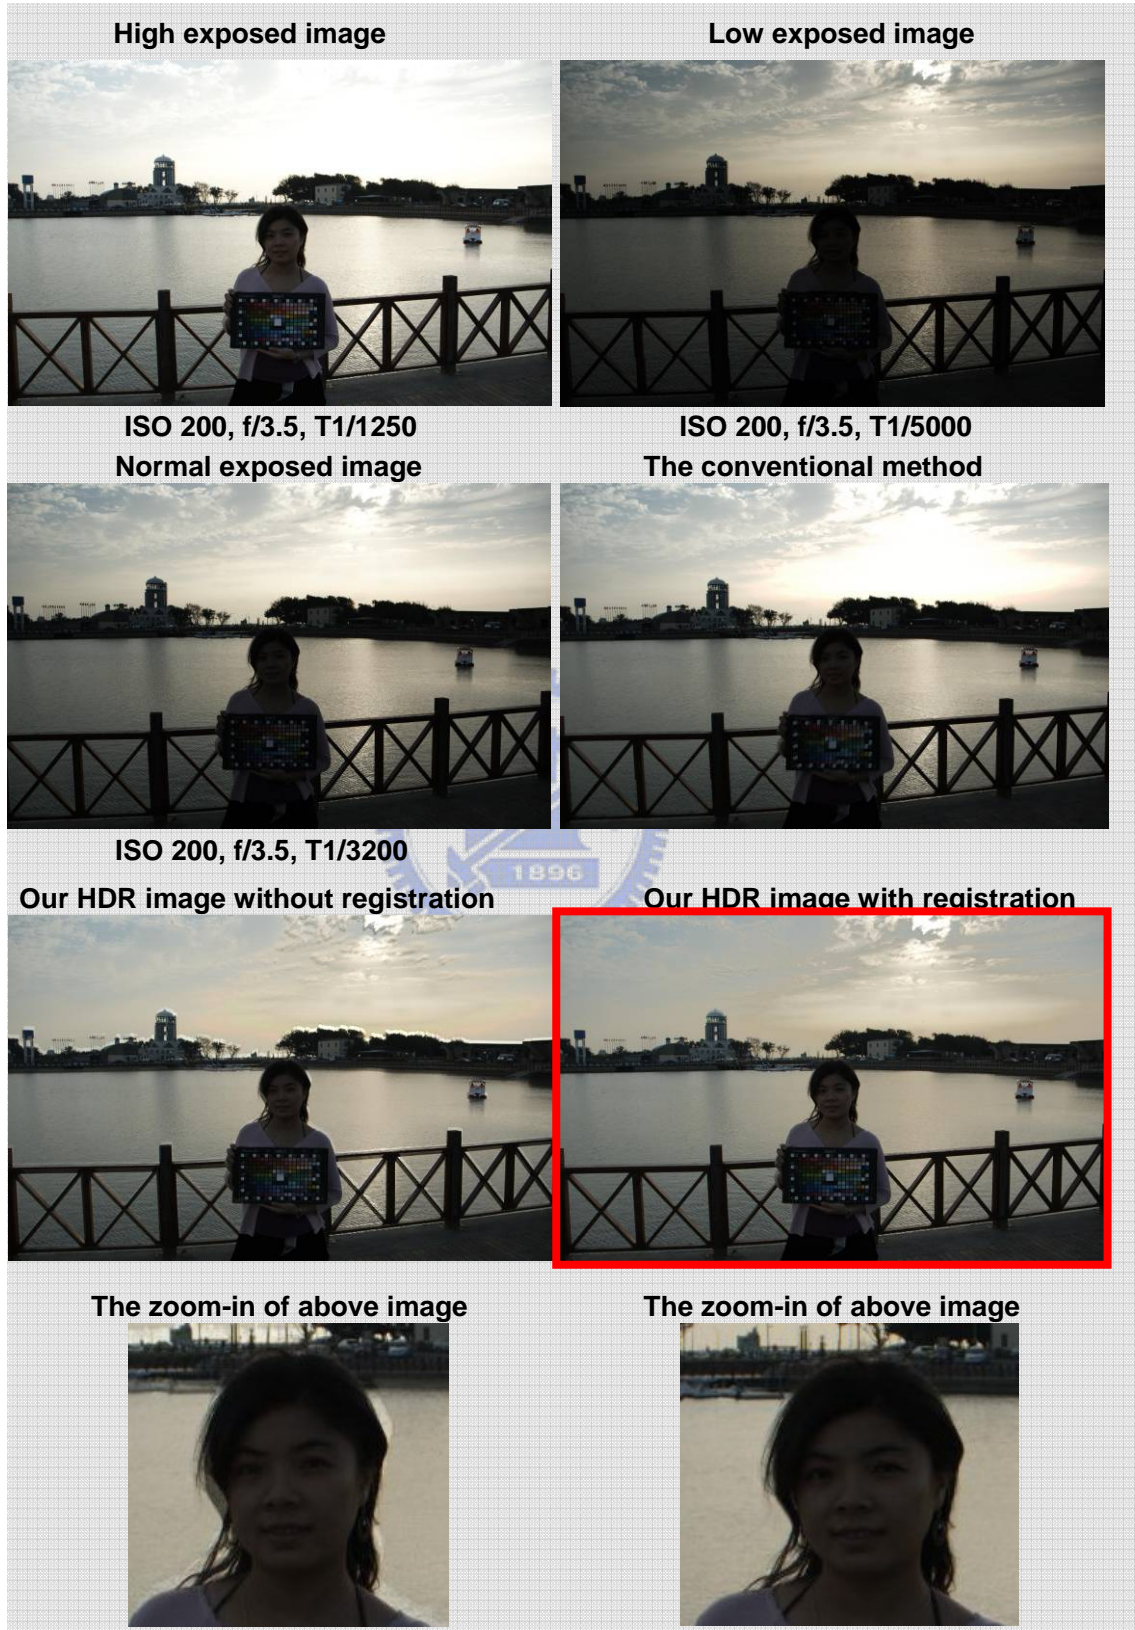 High exposed image
Low exposed image
ISO 200, f/3.5, T1/1250
ISO 200, f/3.5, T1/5000
Normal exposed image
The conventional method
ISO 200, f/3.5, T1/3200
1896
Our HDR image without registration
Our HDR image with registration
The zoom-in of above image
The zoom-in of above image